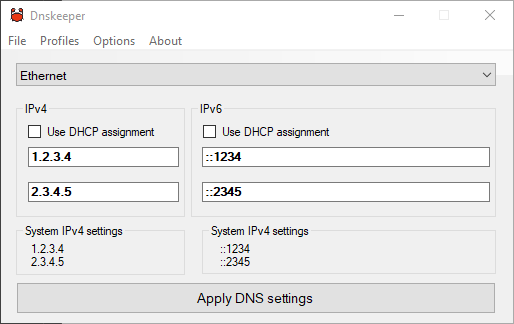 Dnskeeper
File Profiles Options About
Ethernet
IPv4
Use DHCP assignment
1.2.3.4
2.3.4.5
IPv6
Use DHCP assignment
::1234
::2345
System IPv4 settings
1.2.3.4
2.3.4.5
System IPv4 settings
::1234
::2345
Apply DNS settings